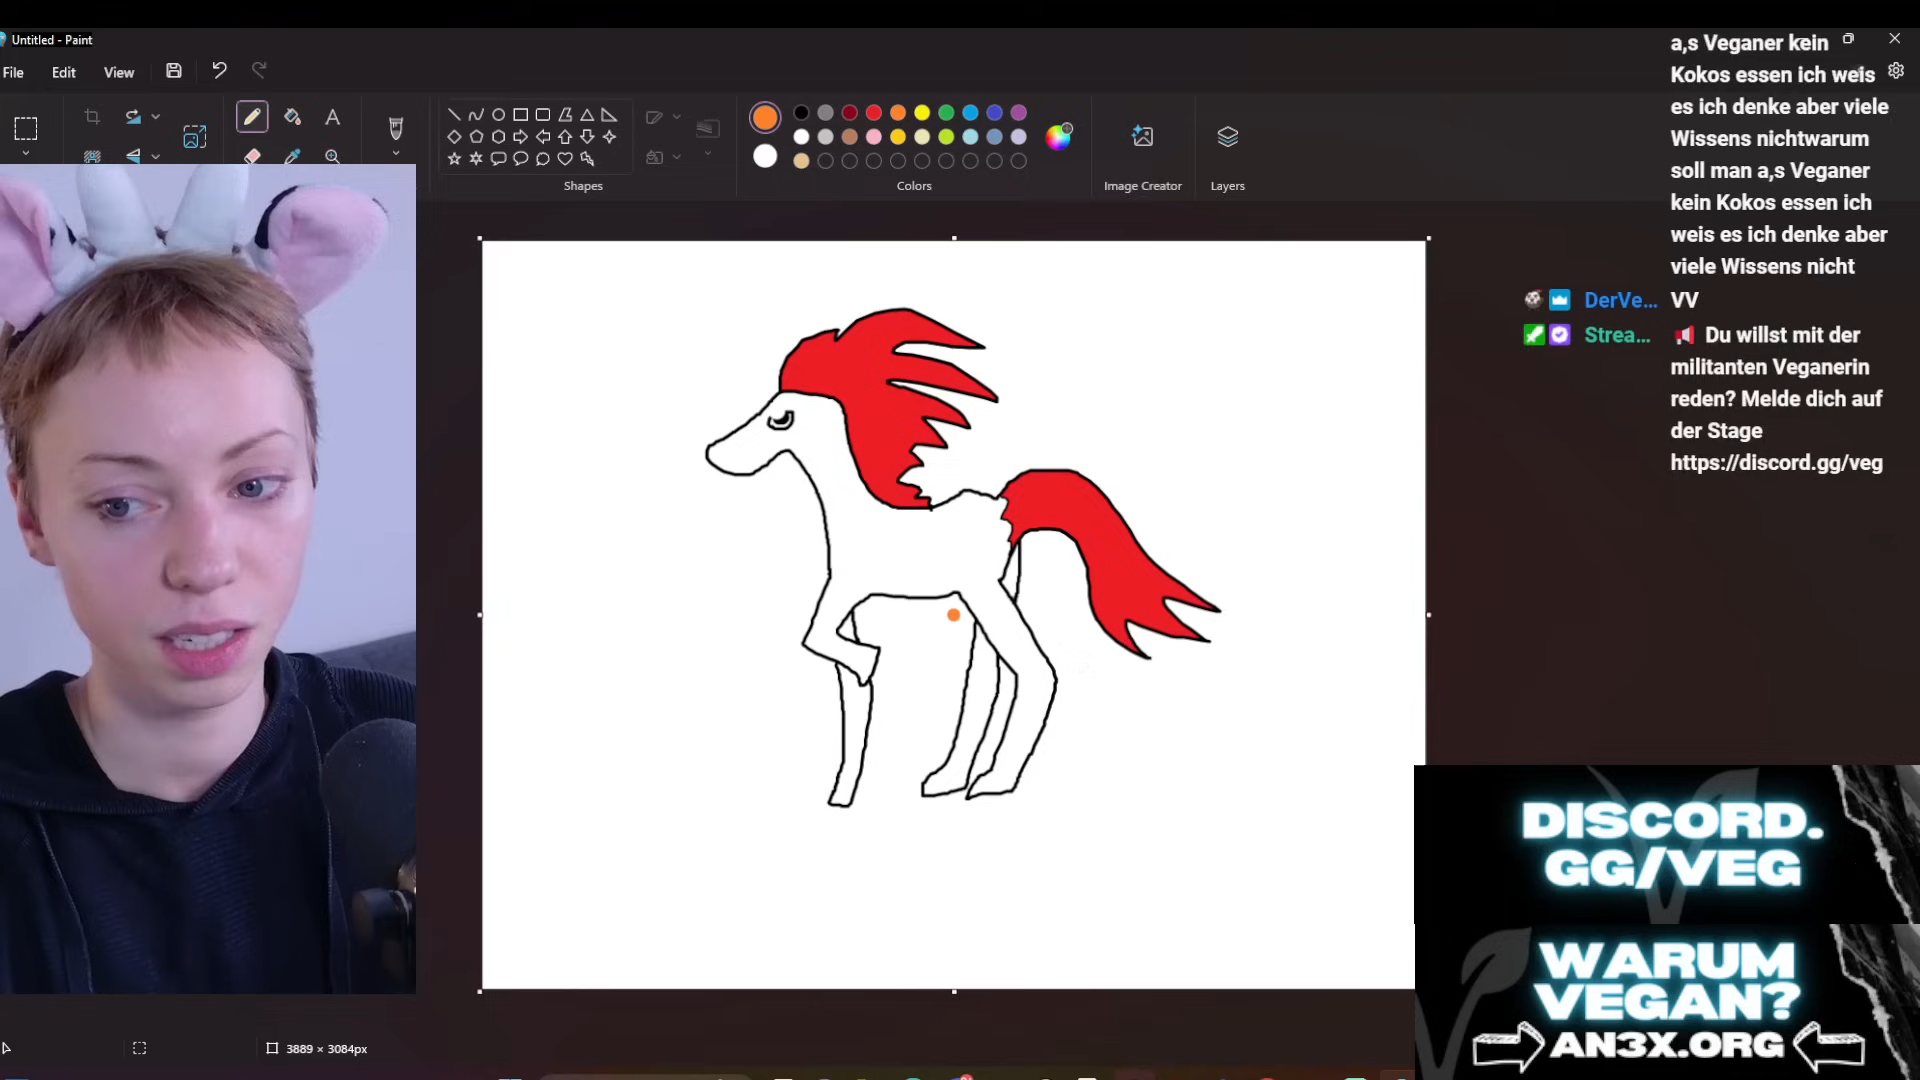 Untitled - Paint
File Edit View
Shapes
Colors
Image Creator
Layers
a,s Veganer kein
Kokos essen ich weis
es ich denke aber viele
Wissens nichtwarum
soll man a,s Veganer
kein Kokos essen ich
weis es ich denke aber
viele Wissens nicht
DerVe... VV
Strea... Du willst mit der
militanten Veganerin
reden? Melde dich auf
der Stage
https://discord.gg/veg
DISCORD.
GG/VEG
WARUM
VEGAN?
AN3X.ORG
3889 × 3084px